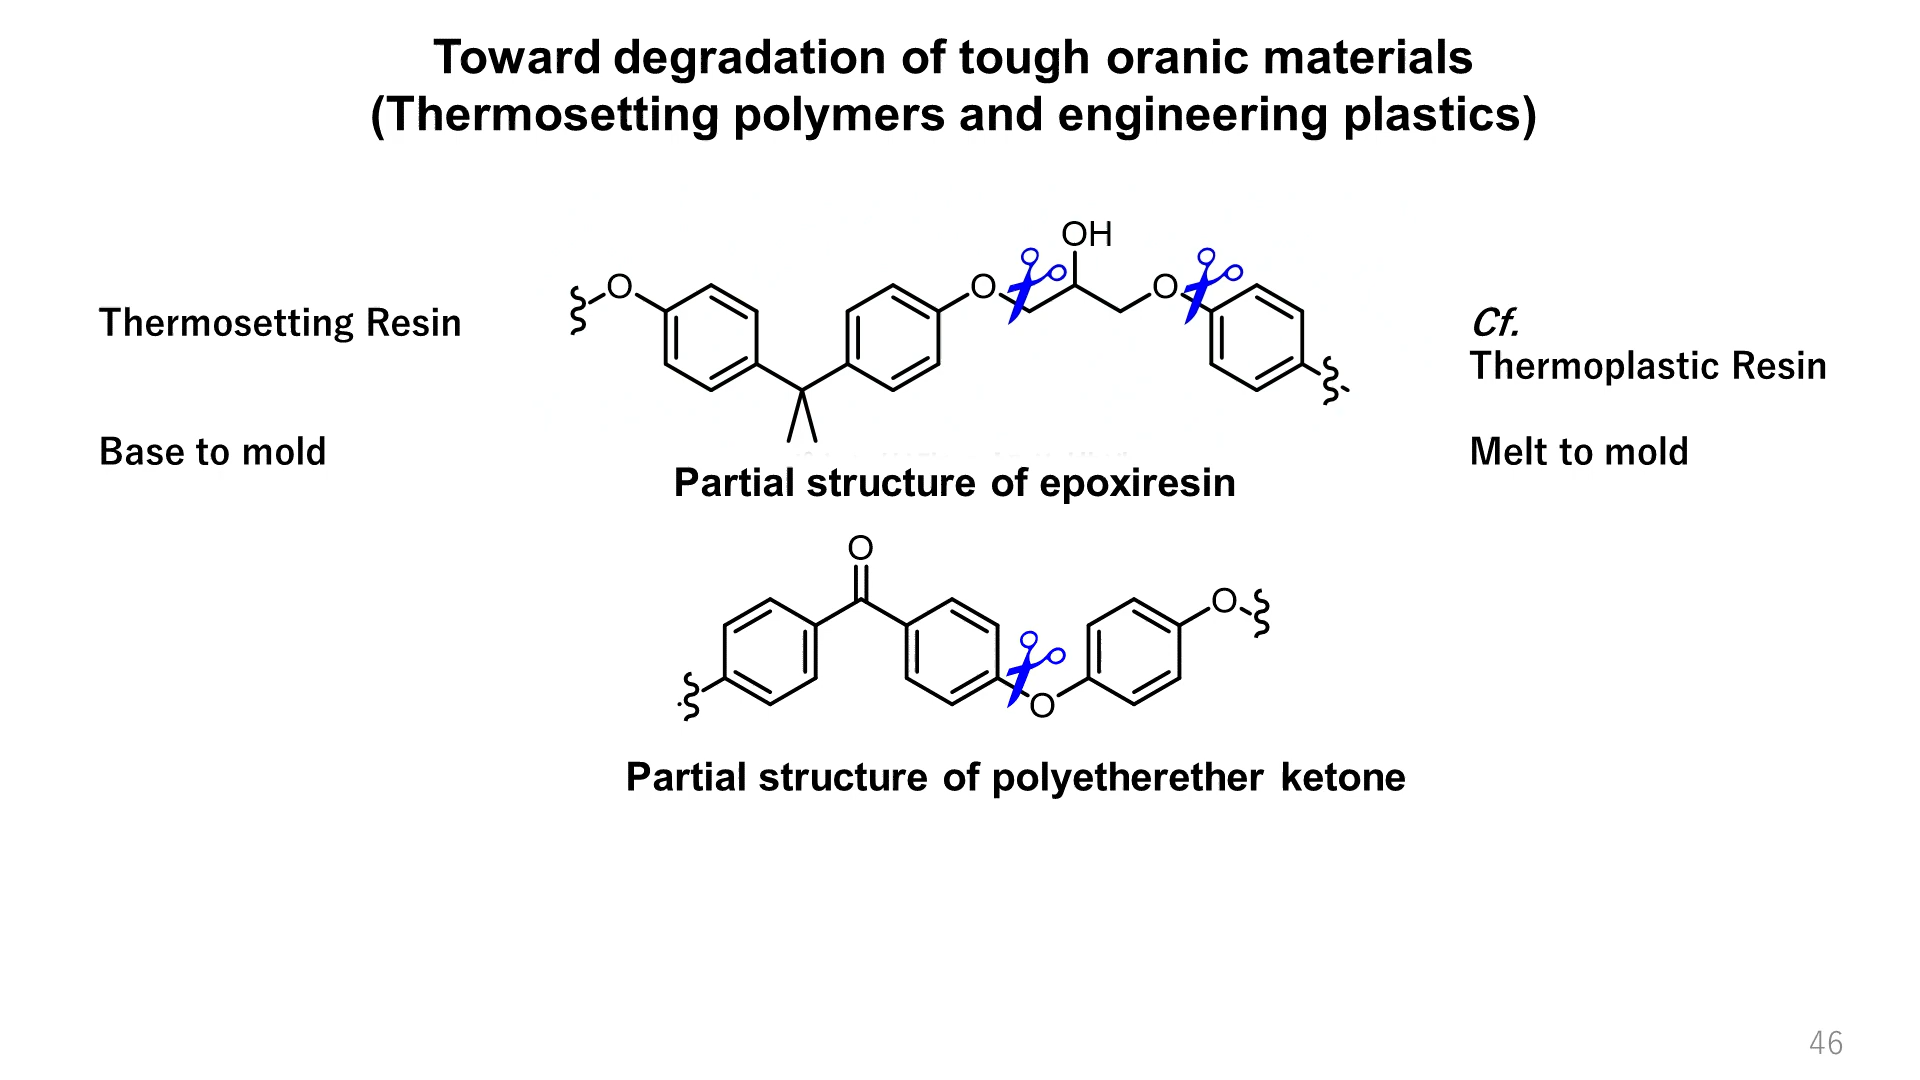 Toward degradation of tough oranic materials
(Thermosetting polymers and engineering plastics)
OH
O
O
O
Thermosetting Resin
Cf.
Thermoplastic Resin
Base to mold
Melt to mold
Partial structure of epoxiresin
O
O
O
Partial structure of polyetherether ketone
46